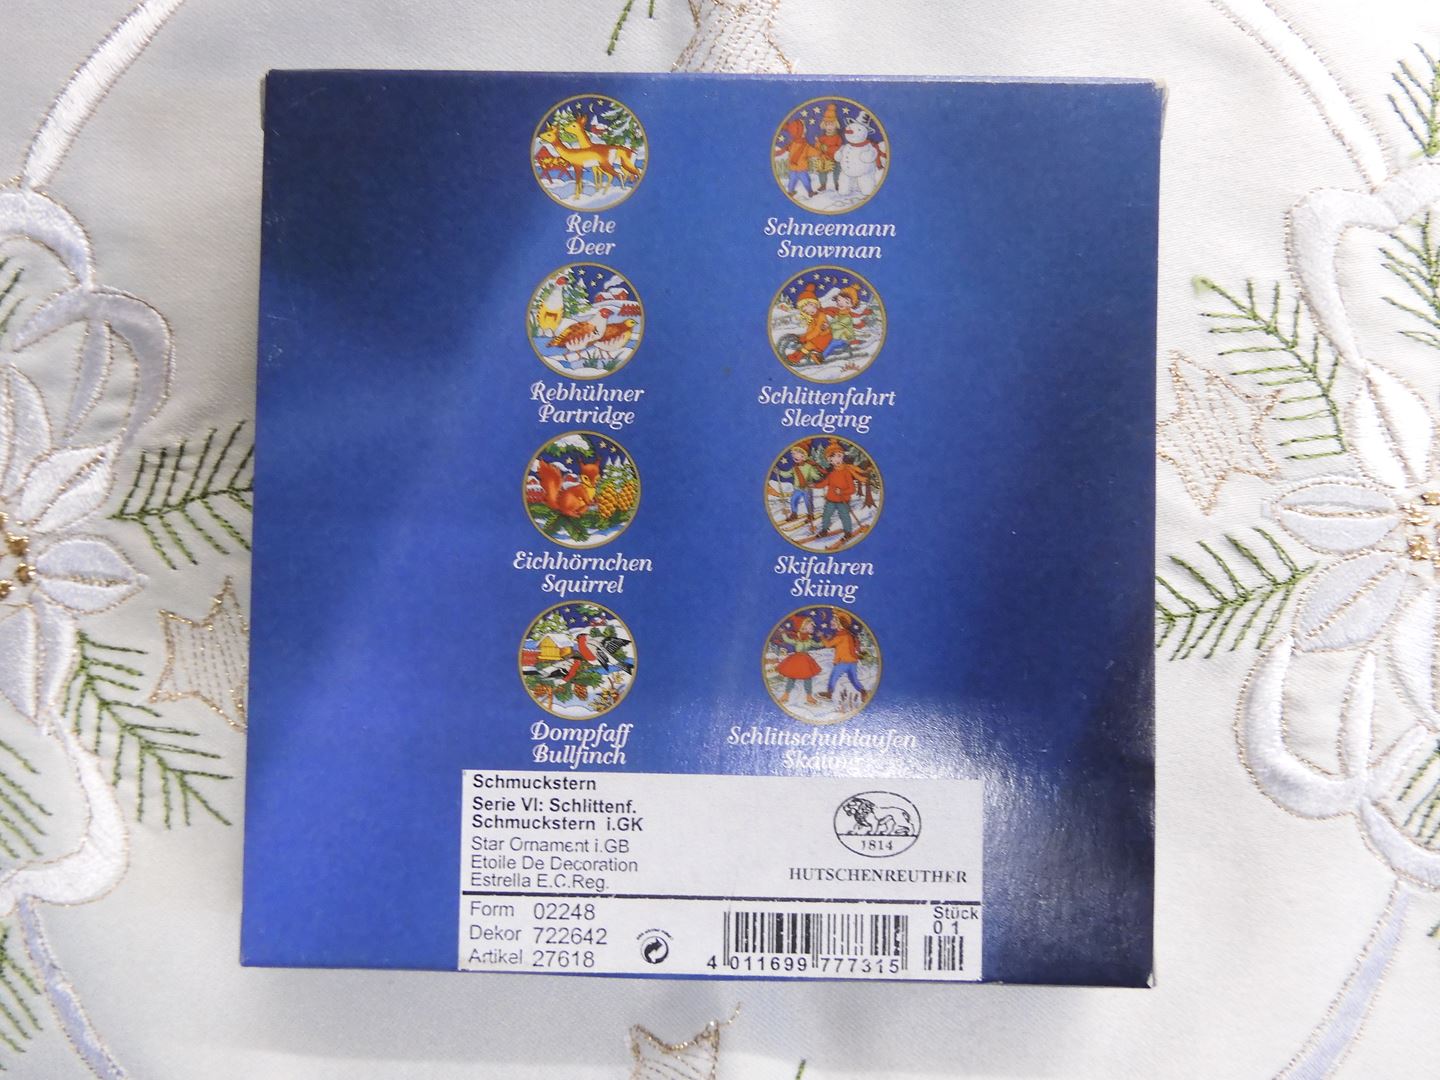 Rehe
Deer
Schneemann
Snowman
Rebhühner
Partridge
Schlittenfahrt
Sledging
Eichhörnchen
Squirrel
Skifahren
Skiing
Dompfaff
Bullfinch
Schlittschuhlaufen
Skating
Schmuckstern
Serie VI: Schlittenf.
Schmuckstern i.GK
Star Ornament i.GB
Etoile De Decoration
Estrella E.C.Reg.
1814
HUTSCHENREUTHER
Form 02248
Dekor 722642
Artikel 27618
4 011699 777315
Stück
01